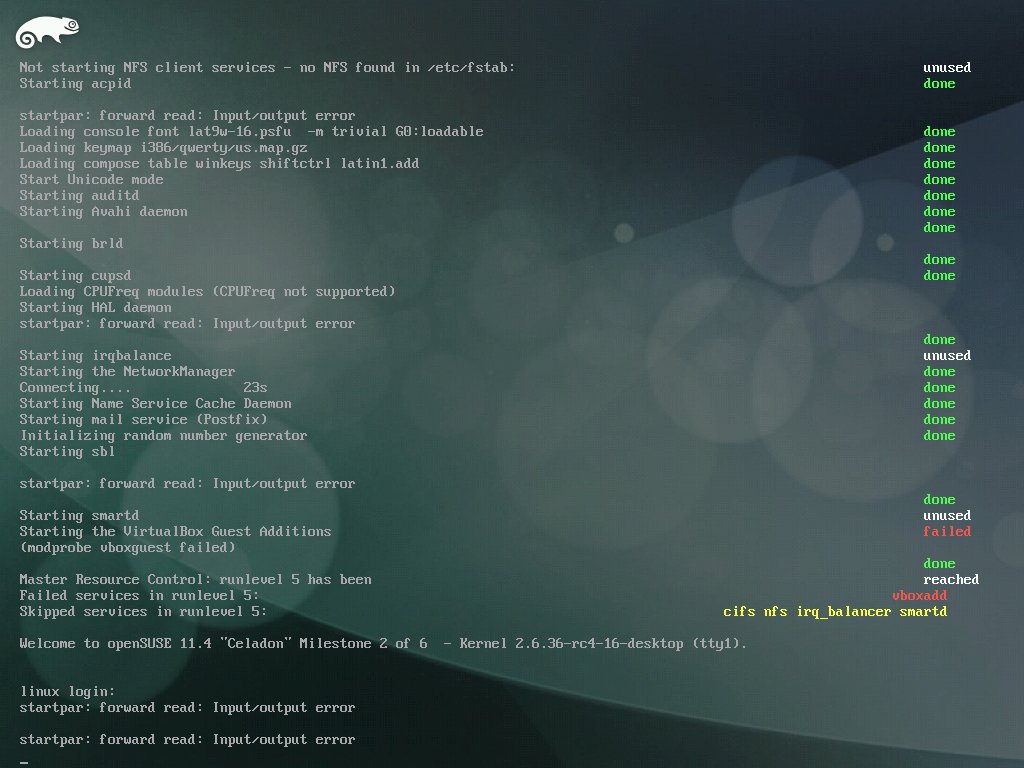 Not starting NFS client services - no NFS found in /etc/fstab: unused
Starting acpid done
startpar: forward read: Input/output error
Loading console font lat9w-16.psfu -m trivial G0:loadable done
Loading keymap i386/qwerty/us.map.gz done
Loading compose table winkeys shiftctrl latin1.add done
Start Unicode mode done
Starting auditd done
Starting Avahi daemon done
done
Starting brld
done
Starting cupsd done
Loading CPUFreq modules (CPUFreq not supported)
Starting HAL daemon
startpar: forward read: Input/output error
done
Starting irqbalance unused
Starting the NetworkManager done
Connecting.... 23s done
Starting Name Service Cache Daemon done
Starting mail service (Postfix) done
Initializing random number generator done
Starting sbl
startpar: forward read: Input/output error
done
Starting smartd unused
Starting the VirtualBox Guest Additions failed
(modprobe vboxguest failed)
done
Master Resource Control: runlevel 5 has been reached
Failed services in runlevel 5: vboxadd
Skipped services in runlevel 5: cifs nfs irq_balancer smartd
Welcome to openSUSE 11.4 "Celadon" Milestone 2 of 6 - Kernel 2.6.36-rc4-16-desktop (tty1).
linux login:
startpar: forward read: Input/output error
startpar: forward read: Input/output error
_